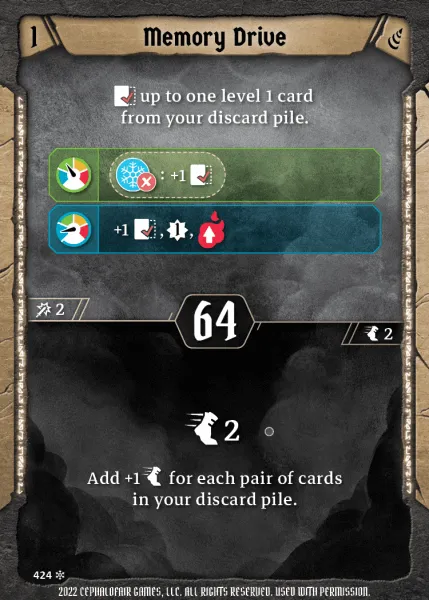 1
Memory Drive
up to one level 1 card
from your discard pile.
: +1
+1 , 1 ,
2
64
2
2
Add +1 for each pair of cards
in your discard pile.
424
2022 CEPHALOFAIR GAMES, LLC. ALL RIGHTS RESERVED. USED WITH PERMISSION.